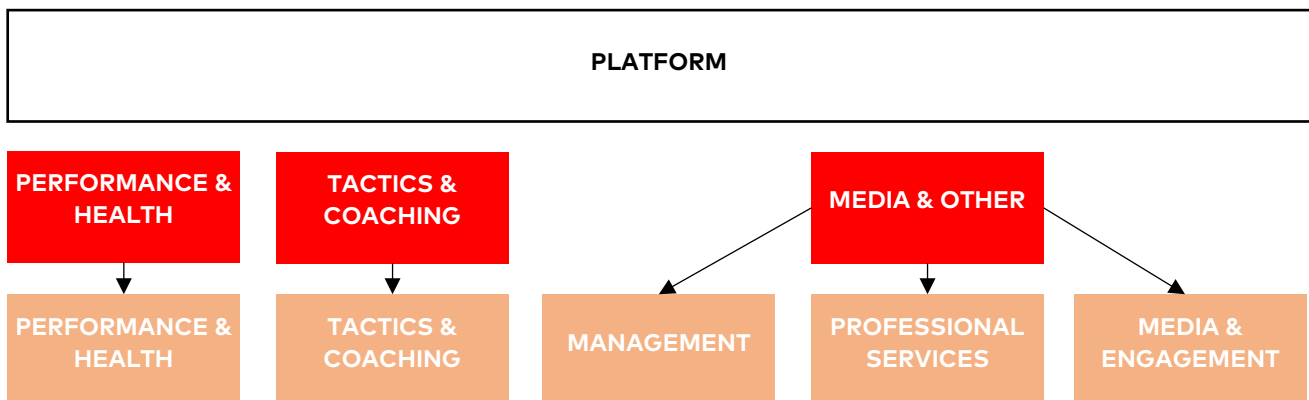 PLATFORM
PERFORMANCE &
HEALTH
TACTICS &
COACHING
MEDIA & OTHER
PERFORMANCE &
HEALTH
TACTICS &
COACHING
MANAGEMENT
PROFESSIONAL
SERVICES
MEDIA &
ENGAGEMENT